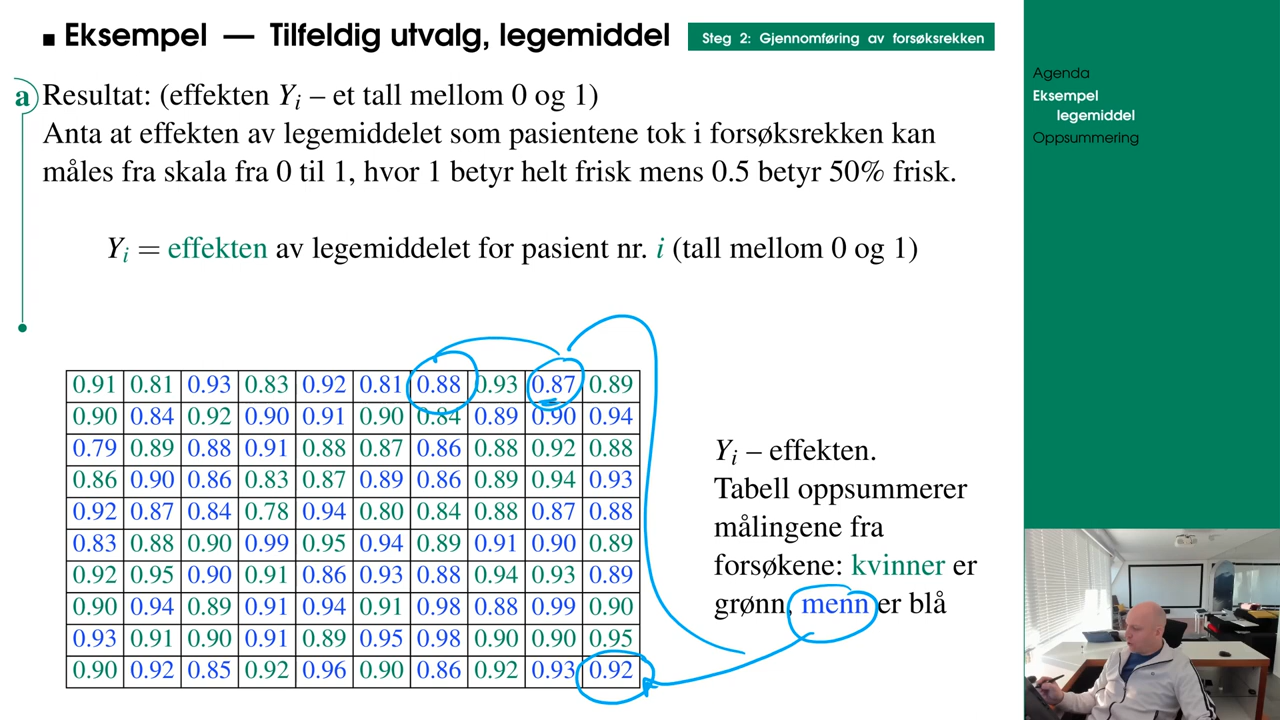 Eksempel — Tilfeldig utvalg, legemiddel
Steg 2: Gjennomføring av forsøksrekken
a
Resultat: (effekten Yi – et tall mellom 0 og 1)
Anta at effekten av legemiddelet som pasientene tok i forsøksrekken kan
måles fra skala fra 0 til 1, hvor 1 betyr helt frisk mens 0.5 betyr 50% frisk.
Yi = effekten av legemiddelet for pasient nr. i (tall mellom 0 og 1)
0.91 0.81 0.93 0.83 0.92 0.81 0.88 0.93 0.87 0.89
0.90 0.84 0.92 0.90 0.91 0.90 0.84 0.89 0.90 0.94
0.79 0.89 0.88 0.91 0.88 0.87 0.86 0.88 0.92 0.88
0.86 0.90 0.86 0.83 0.87 0.89 0.86 0.89 0.94 0.93
0.92 0.87 0.84 0.78 0.94 0.80 0.84 0.88 0.87 0.88
0.83 0.88 0.90 0.99 0.95 0.94 0.89 0.91 0.90 0.89
0.92 0.95 0.90 0.91 0.86 0.93 0.88 0.94 0.93 0.89
0.90 0.94 0.89 0.91 0.94 0.91 0.98 0.88 0.99 0.90
0.93 0.91 0.90 0.91 0.89 0.95 0.98 0.90 0.90 0.95
0.90 0.92 0.85 0.92 0.96 0.90 0.86 0.92 0.93 0.92
Yi – effekten.
Tabell oppsummerer
målingene fra
forsøkene: kvinner er
grønn, menn er blå
Agenda
Eksempel
legemiddel
Oppsummering